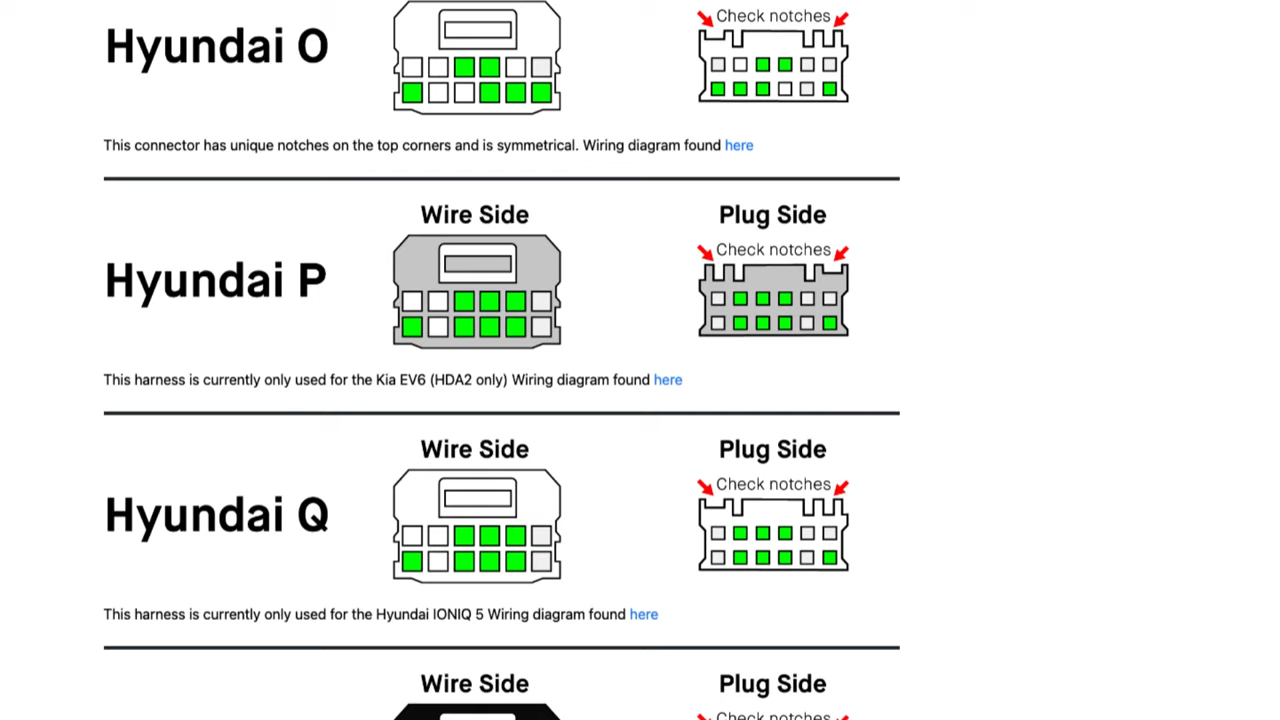 Check notches
Hyundai O
This connector has unique notches on the top corners and is symmetrical. Wiring diagram found here
Wire Side
Plug Side
Check notches
Hyundai P
This harness is currently only used for the Kia EV6 (HDA2 only) Wiring diagram found here
Wire Side
Plug Side
Check notches
Hyundai Q
This harness is currently only used for the Hyundai IONIQ 5 Wiring diagram found here
Wire Side
Plug Side
Check notches